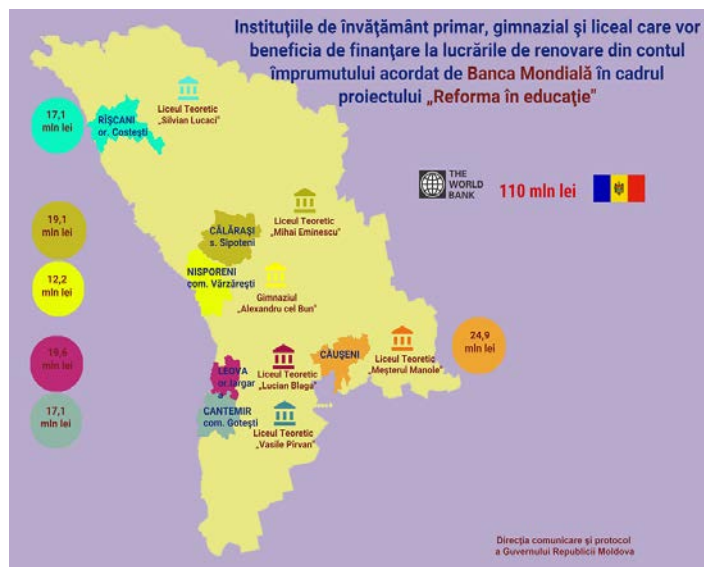 Instituțiile de învățământ primar, gimnazial și liceal care vor
beneficia de finanțare la lucrările de renovare din contul
împrumutului acordat de Banca Mondială în cadrul
proiectului „Reforma în educație"
THE
WORLD
BANK
110 mln lei
17,1
mln lei
RÎȘCANI
or. Costești
Liceul Teoretic
„Silvian Lucaci"
19,1
mln lei
CĂLĂRAȘI
s. Sipoteni
Liceul Teoretic
„Mihai Eminescu"
12,2
mln lei
NISPORENI
com. Vărzărești
Gimnaziul
„Alexandru cel Bun"
19,6
mln lei
LEOVA
or.Iargar
a
Liceul Teoretic
„Lucian Blaga"
CĂUȘENI
Liceul Teoretic
„Meșterul Manole"
24,9
mln lei
17,1
mln lei
CANTEMIR
com. Gotești
Liceul Teoretic
„Vasile Pîrvan"
Direcția comunicare și protocol
a Guvernului Republicii Moldova